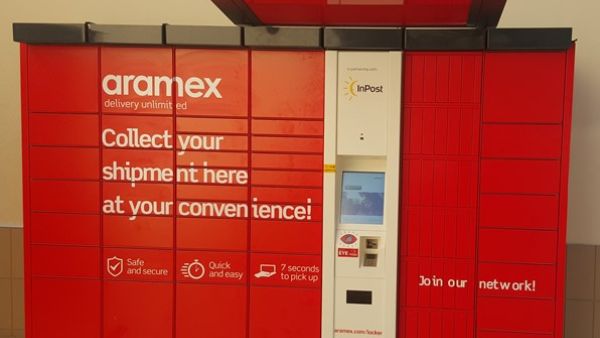 aramex
delivery unlimited
Collect your
shipment here
at your convenience!
Safe
and secure
Quick
and easy
7 seconds
to pick up
InPost
EYE
aramex.com/locker
Join our network!